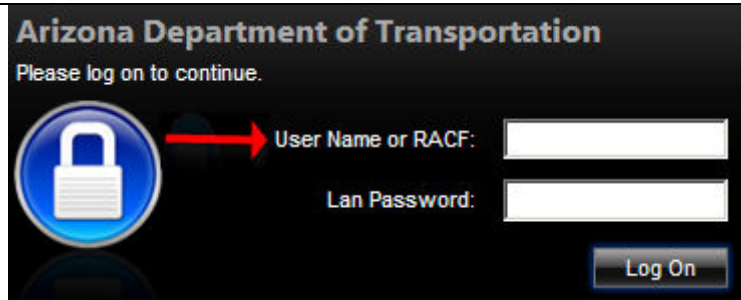 Arizona Department of Transportation
Please log on to continue.
User Name or RACF:
Lan Password:
Log On